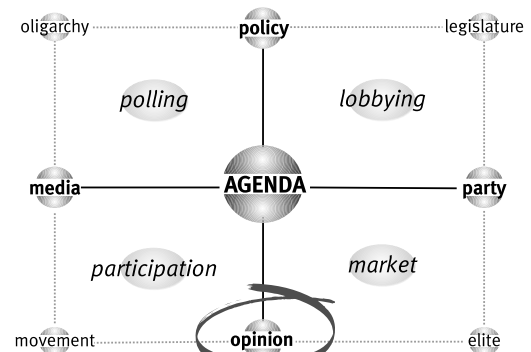 oligarchy policy legislature
polling lobbying
media AGENDA party
participation market
movement opinion elite